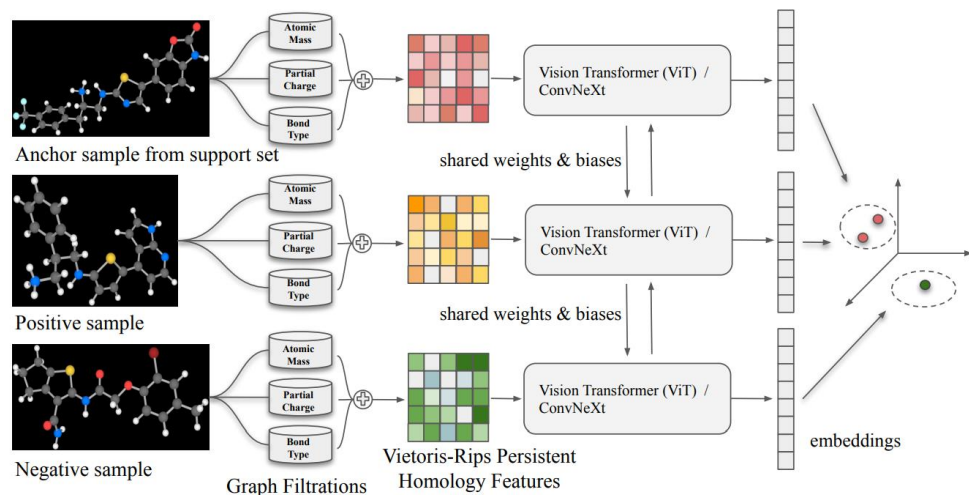 Atomic
Mass
Partial
Charge
Bond
Type
Vision Transformer (ViT) /
ConvNeXt
Anchor sample from support set
shared weights & biases
Atomic
Mass
Partial
Charge
Bond
Type
Vision Transformer (ViT) /
ConvNeXt
Positive sample
shared weights & biases
Atomic
Mass
Partial
Charge
Bond
Type
Vision Transformer (ViT) /
ConvNeXt
Negative sample
Graph Filtrations
Vietoris-Rips Persistent
Homology Features
embeddings